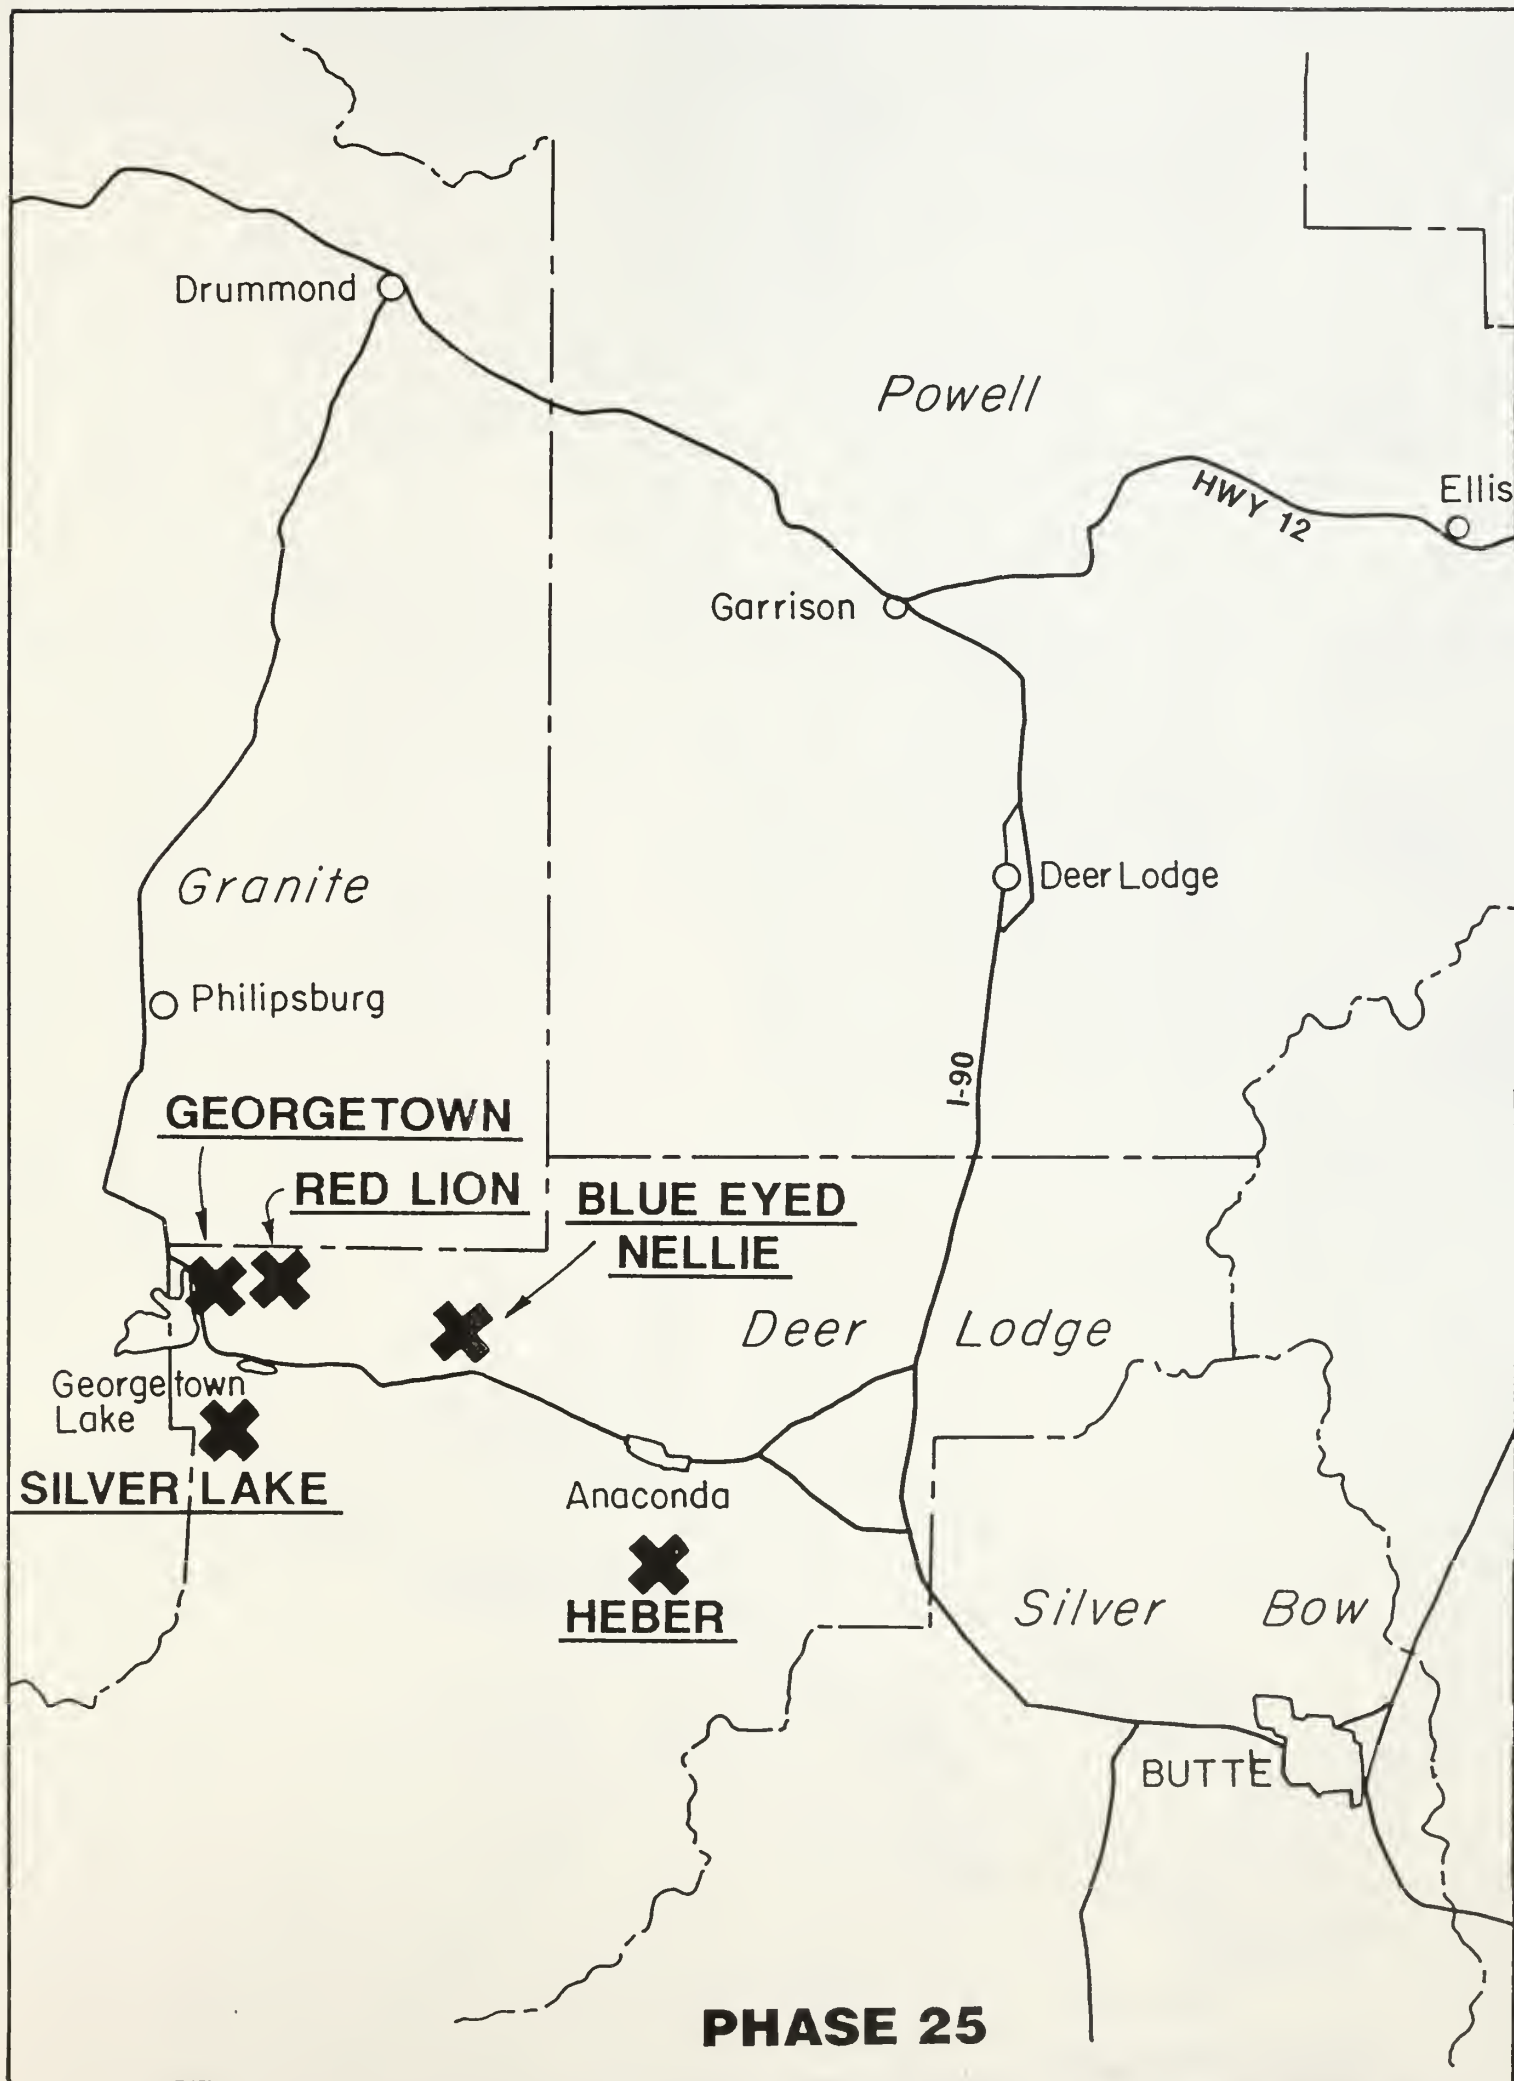 Drummond
Powell
HWY 12
Ellis
Garrison
Granite
Deer Lodge
Philipsburg
I-90
GEORGETOWN
RED LION
BLUE EYED
NELLIE
Deer Lodge
Georgetown
Lake
SILVER LAKE
Anaconda
HEBER
Silver Bow
BUTTE
PHASE 25